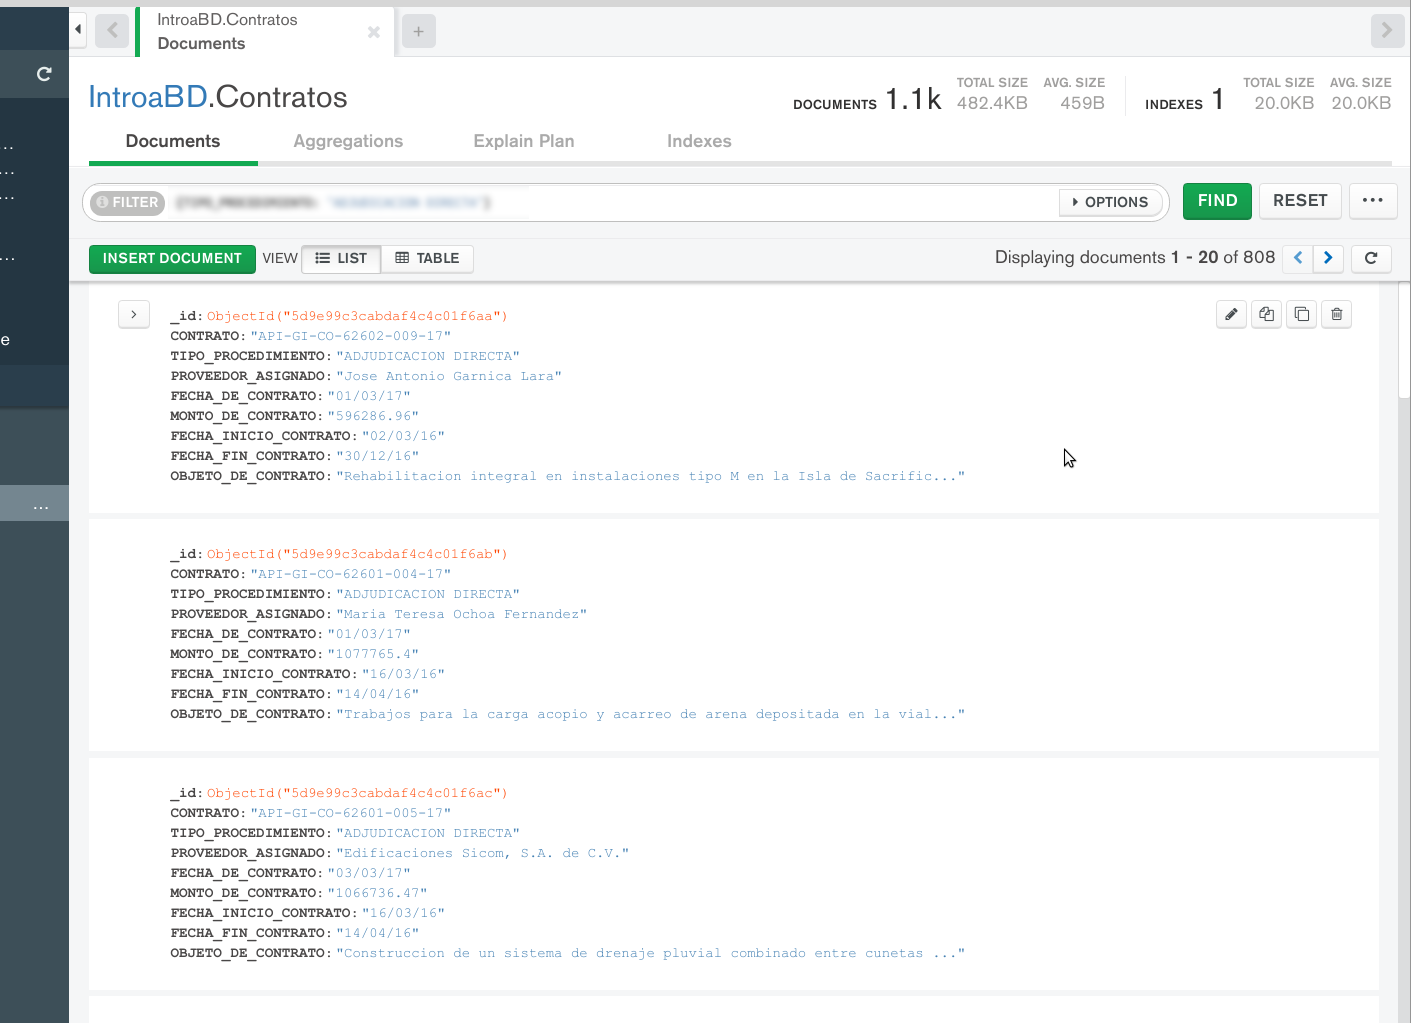 IntroaBD.Contratos
Documents
IntroaBD.Contratos
DOCUMENTS 1.1k TOTAL SIZE 482.4KB AVG. SIZE 459B INDEXES 1 TOTAL SIZE 20.0KB AVG. SIZE 20.0KB
Documents Aggregations Explain Plan Indexes
FILTER OPTIONS FIND RESET ...
INSERT DOCUMENT VIEW LIST TABLE Displaying documents 1 - 20 of 808
_id: ObjectId("5d9e99c3cabdaf4c4c01f6aa")
CONTRATO: "API-GI-CO-62602-009-17"
TIPO_PROCEDIMIENTO: "ADJUDICACION DIRECTA"
PROVEEDOR_ASIGNADO: "Jose Antonio Garnica Lara"
FECHA_DE_CONTRATO: "01/03/17"
MONTO_DE_CONTRATO: "596286.96"
FECHA_INICIO_CONTRATO: "02/03/16"
FECHA_FIN_CONTRATO: "30/12/16"
OBJETO_DE_CONTRATO: "Rehabilitacion integral en instalaciones tipo M en la Isla de Sacrific..."
_id: ObjectId("5d9e99c3cabdaf4c4c01f6ab")
CONTRATO: "API-GI-CO-62601-004-17"
TIPO_PROCEDIMIENTO: "ADJUDICACION DIRECTA"
PROVEEDOR_ASIGNADO: "Maria Teresa Ochoa Fernandez"
FECHA_DE_CONTRATO: "01/03/17"
MONTO_DE_CONTRATO: "1077765.4"
FECHA_INICIO_CONTRATO: "16/03/16"
FECHA_FIN_CONTRATO: "14/04/16"
OBJETO_DE_CONTRATO: "Trabajos para la carga acopio y acarreo de arena depositada en la vial..."
_id: ObjectId("5d9e99c3cabdaf4c4c01f6ac")
CONTRATO: "API-GI-CO-62601-005-17"
TIPO_PROCEDIMIENTO: "ADJUDICACION DIRECTA"
PROVEEDOR_ASIGNADO: "Edificaciones Sicom, S.A. de C.V."
FECHA_DE_CONTRATO: "03/03/17"
MONTO_DE_CONTRATO: "1066736.47"
FECHA_INICIO_CONTRATO: "16/03/16"
FECHA_FIN_CONTRATO: "14/04/16"
OBJETO_DE_CONTRATO: "Construccion de un sistema de drenaje pluvial combinado entre cunetas ..."